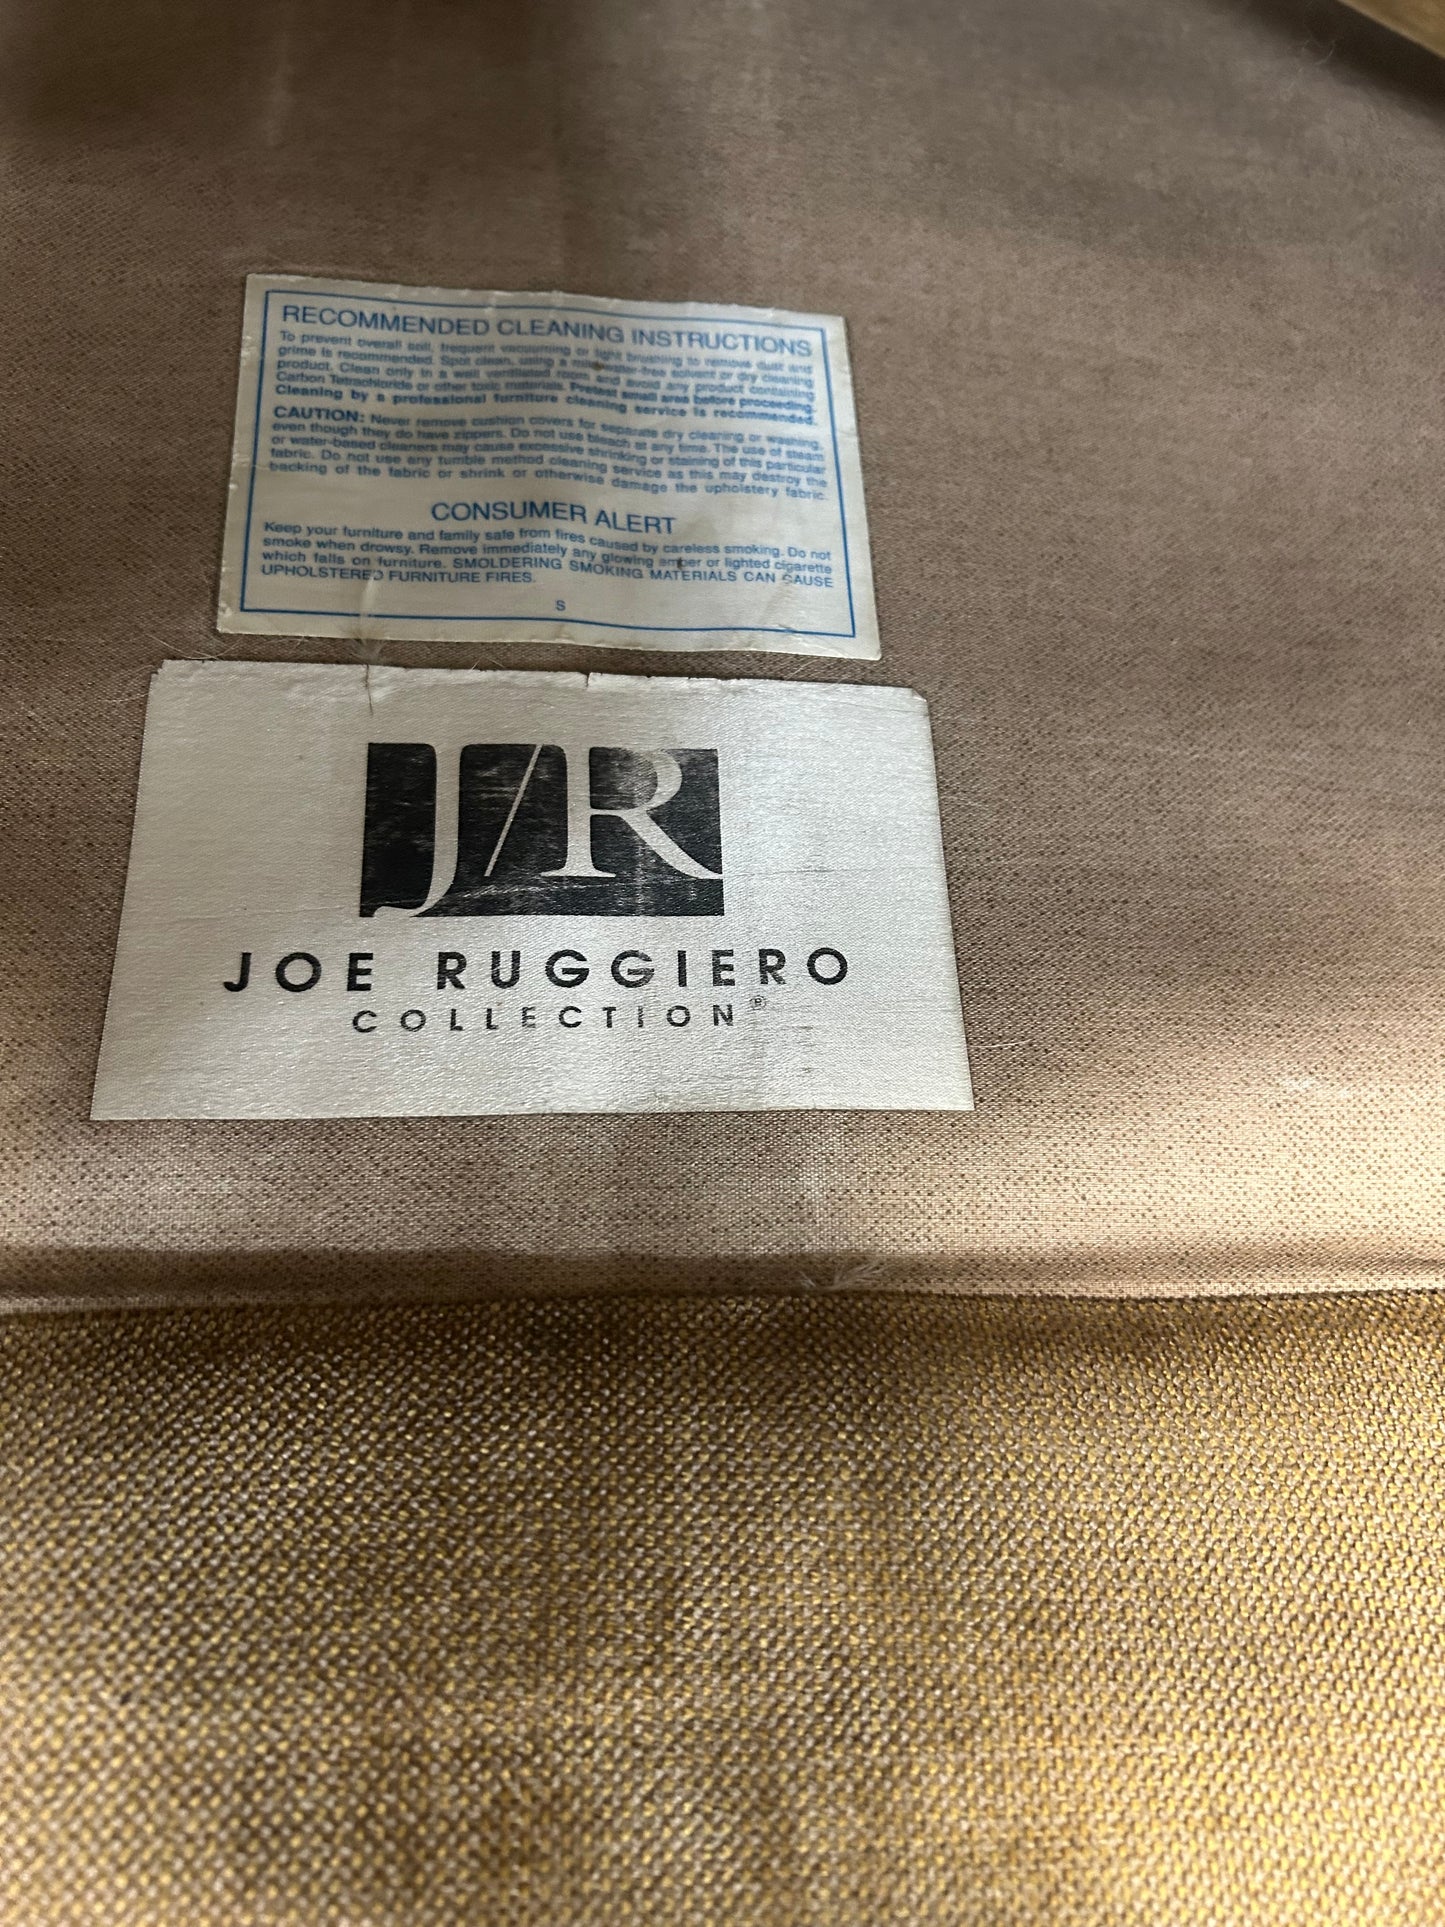 RECOMMENDED CLEANING INSTRUCTIONS
To prevent overall soil, frequent vacuuming or light brushing to remove dust and
grime is recommended. Spot clean, using a mild water-free solvent or dry cleaning
product. Clean only in a well ventilated room and avoid any product containing
Carbon Tetrachloride or other toxic materials. Pretest small area before proceeding.
Cleaning by a professional furniture cleaning service is recommended.
CAUTION: Never remove cushion covers for separate dry cleaning or washing,
even though they do have zippers. Do not use bleach at any time. The use of steam
or water-based cleaners may cause excessive shrinking or staining of this particular
fabric. Do not use any tumble method cleaning service as this may destroy the
backing of the fabric or shrink or otherwise damage the upholstery fabric.
CONSUMER ALERT
Keep your furniture and family safe from fires caused by careless smoking. Do not
smoke when drowsy. Remove immediately any glowing amber or lighted cigarette
which falls on furniture. SMOLDERING SMOKING MATERIALS CAN CAUSE
UPHOLSTERED FURNITURE FIRES.
S
J/R
JOE RUGGIERO
COLLECTION®